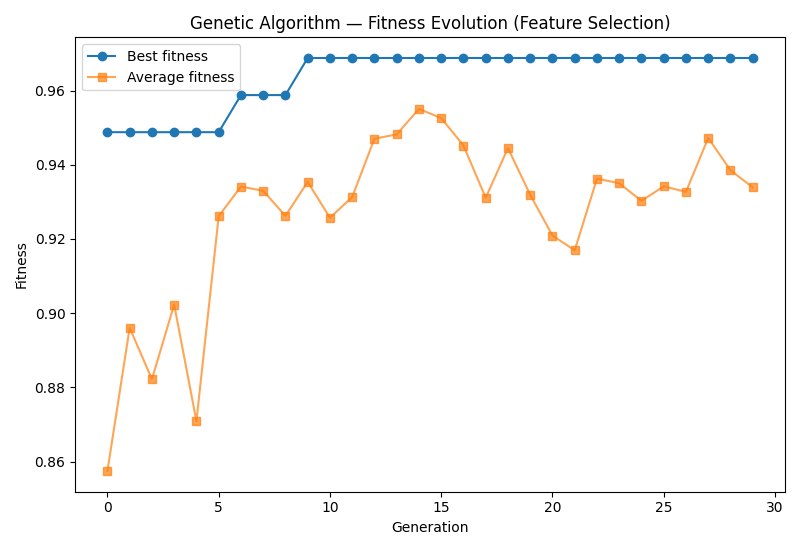 Genetic Algorithm — Fitness Evolution (Feature Selection)
Best fitness
Average fitness
0.96
0.94
0.92
0.90
0.88
0.86
Fitness
0 5 10 15 20 25 30
Generation